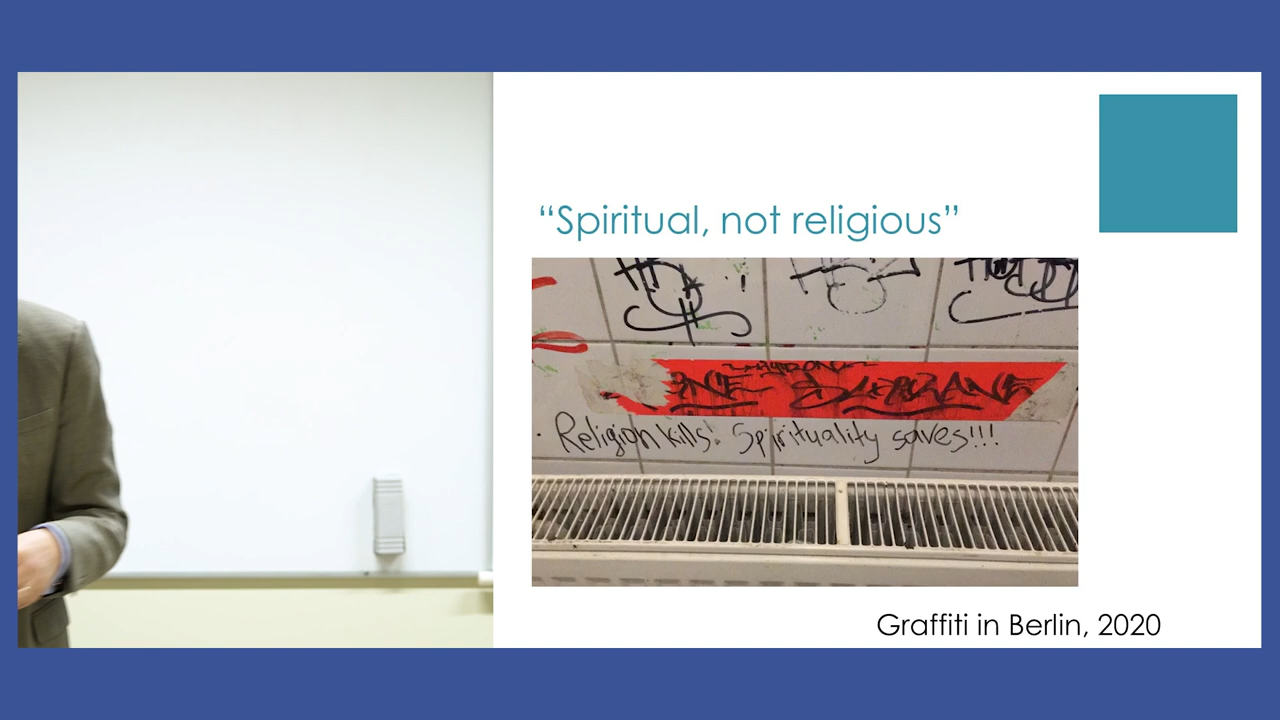 “Spiritual, not religious”
Religion kills! Spirituality saves!!!
Graffiti in Berlin, 2020